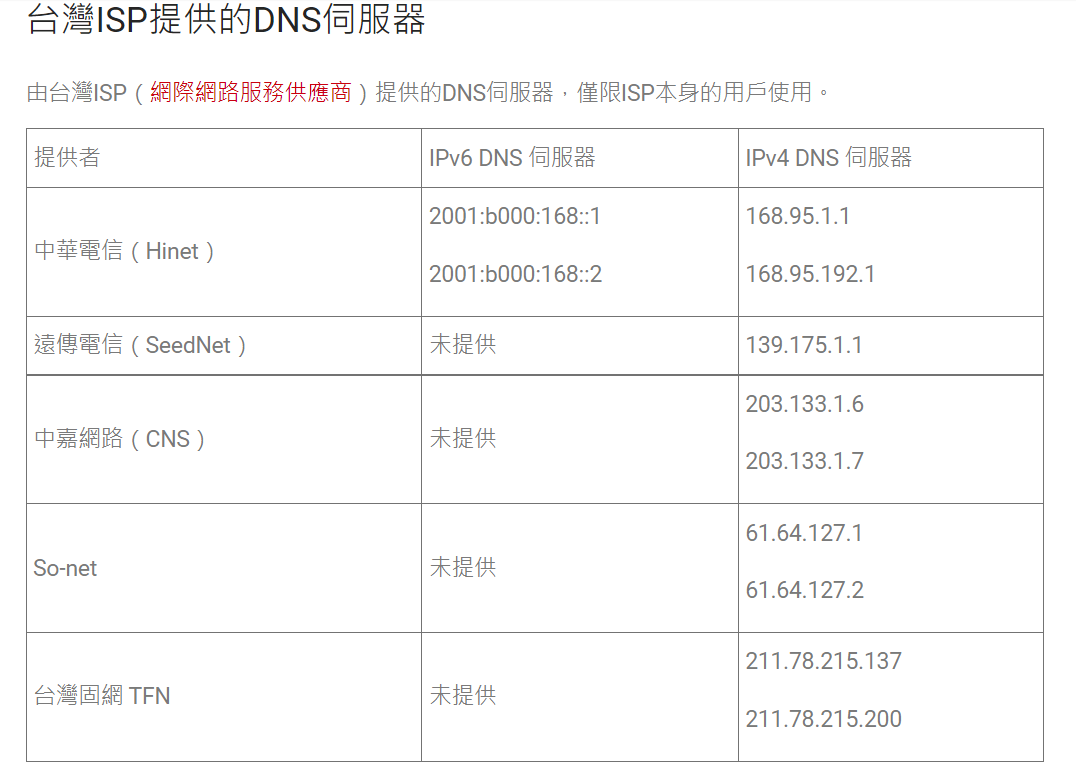 台灣ISP提供的DNS伺服器
由台灣ISP（網際網路服務供應商）提供的DNS伺服器，僅限ISP本身的用戶使用。
提供者 IPv6 DNS 伺服器 IPv4 DNS 伺服器
中華電信（Hinet） 2001:b000:168::1 168.95.1.1
2001:b000:168::2 168.95.192.1
遠傳電信（SeedNet） 未提供 139.175.1.1
中嘉網路（CNS） 未提供 203.133.1.6
203.133.1.7
So-net 未提供 61.64.127.1
61.64.127.2
台灣固網 TFN 未提供 211.78.215.137
211.78.215.200